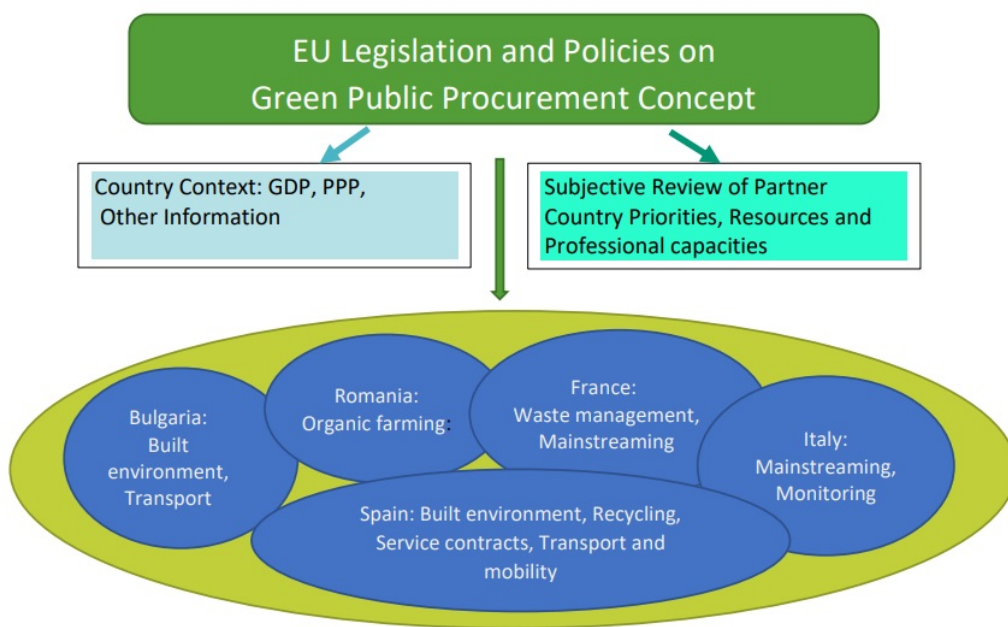 EU Legislation and Policies on
Green Public Procurement Concept
Country Context: GDP, PPP,
Other Information
Subjective Review of Partner
Country Priorities, Resources and
Professional capacities
Bulgaria:
Built
environment,
Transport
Romania:
Organic farming:
France:
Waste management,
Mainstreaming
Italy:
Mainstreaming,
Monitoring
Spain: Built environment, Recycling,
Service contracts, Transport and
mobility